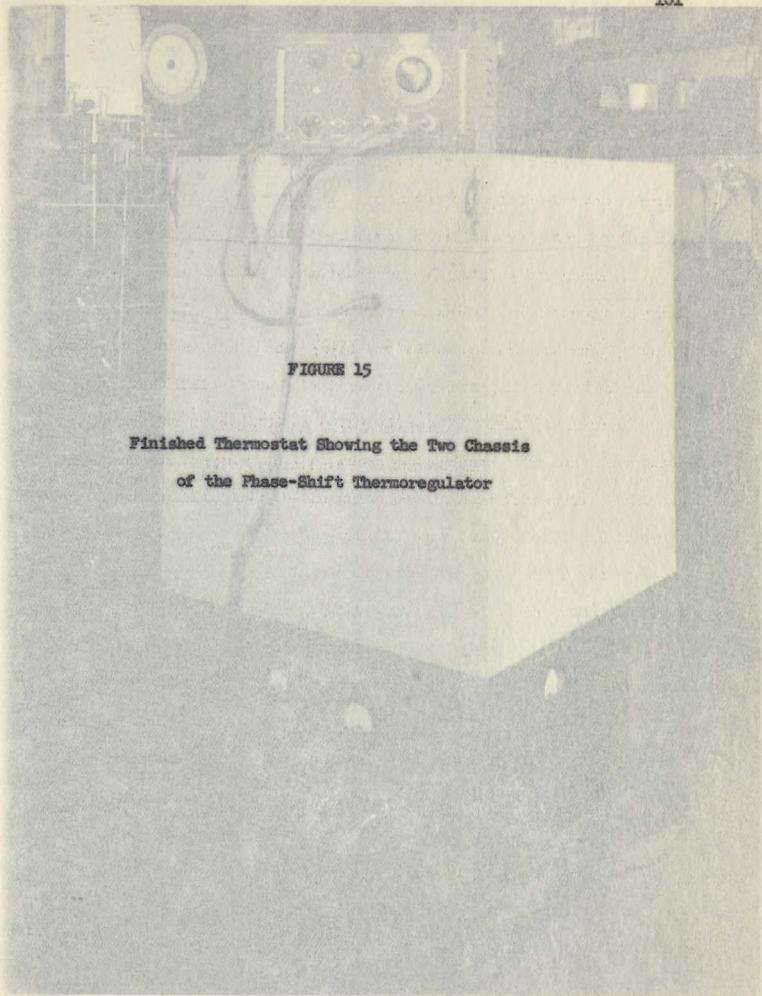 FIGURE 15
Finished Thermostat Showing the Two Chassis
of the Phase-Shift Thermoregulator